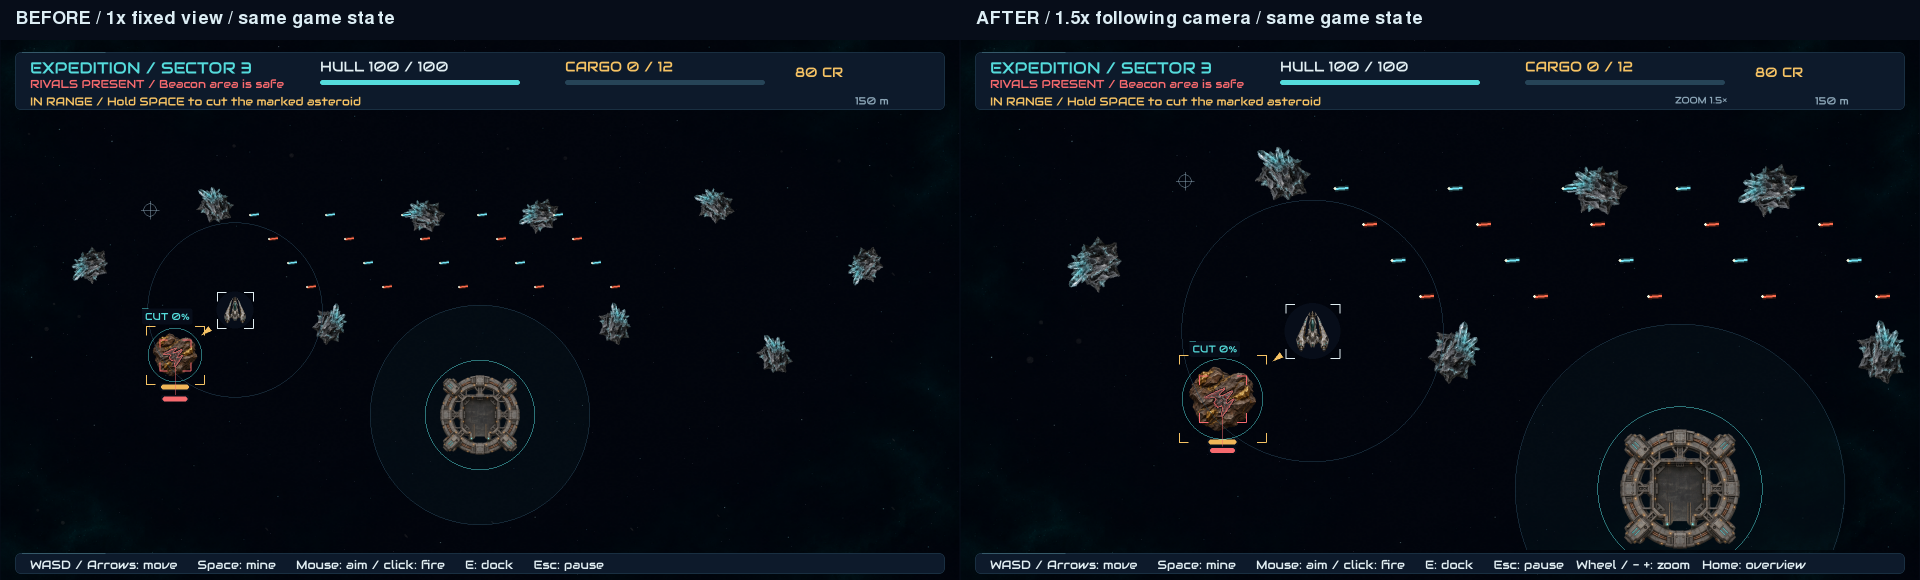 BEFORE / 1x fixed view / same game state
EXPEDITION / SECTOR 3
HULL 100 / 100
CARGO 0 / 12
80 CR
RIVALS PRESENT / Beacon area is safe
IN RANGE / Hold SPACE to cut the marked asteroid
150 m
CUT 0%
WASD / Arrows: move Space: mine Mouse: aim / click: fire E: dock Esc: pause
AFTER / 1.5x following camera / same game state
EXPEDITION / SECTOR 3
HULL 100 / 100
CARGO 0 / 12
80 CR
RIVALS PRESENT / Beacon area is safe
IN RANGE / Hold SPACE to cut the marked asteroid
ZOOM 1.5×
150 m
CUT 0%
WASD / Arrows: move Space: mine Mouse: aim / click: fire E: dock Esc: pause Wheel / - +: zoom Home: overview